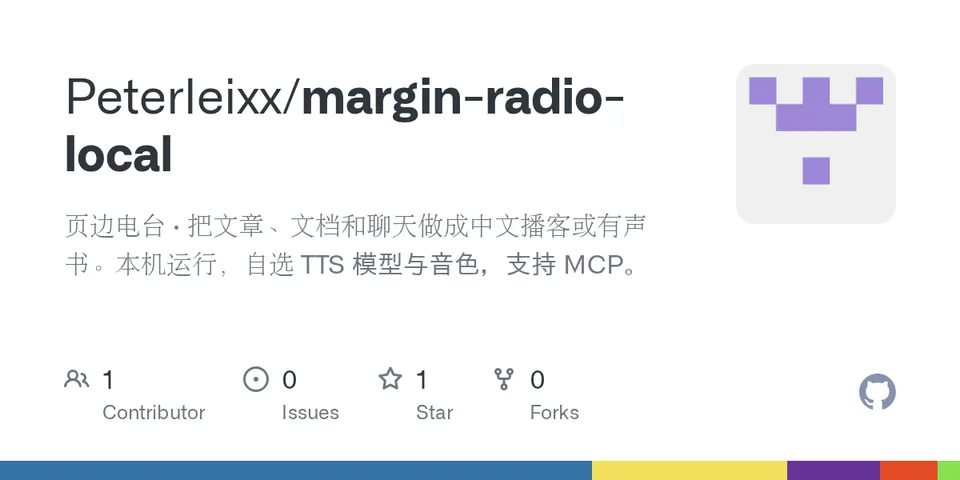 Peterleixx/margin-radio-
local
页边电台 · 把文章、文档和聊天做成中文播客或有声
书。本机运行，自选 TTS 模型与音色，支持 MCP。
1 0 1 0
Contributor Issues Star Forks